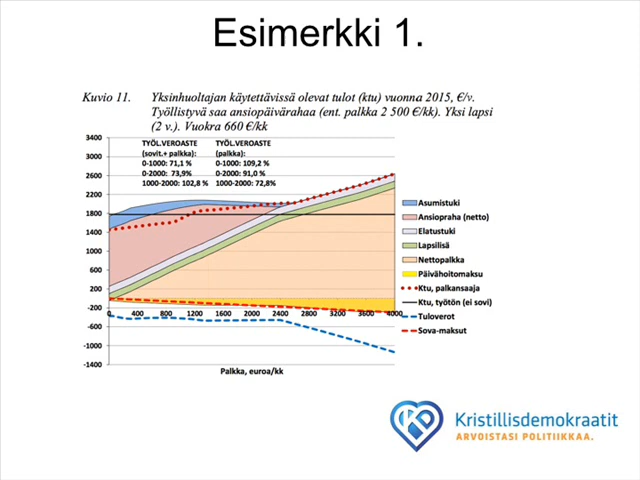 Esimerkki 1.
Kuvio 11. Yksinhuoltajan käytettävissä olevat tulot (ktu) vuonna 2015, €/v.
Työllistyvä saa ansiopäivärahaa (ent. palkka 2 500 €/kk). Yksi lapsi
(2 v.). Vuokra 660 €/kk
TYÖL.VEROASTE
(sovit.+ palkka):
0-1000: 71,1 %
0-2000: 73,9%
1000-2000: 102,8 %
TYÖL.VEROASTE
(palkka):
0-1000: 109,2 %
0-2000: 91,0 %
1000-2000: 72,8%
3400
3000
2600
2200
1800
1400
1000
600
200
-200
-600
-1000
-1400
0 400 800 1200 1600 2000 2400 2800 3200 3600 4000
Palkka, euroa/kk
Asumistuki
Ansiopraha (netto)
Elatustuki
Lapsilisä
Nettopalkka
Päivähoitomaksu
Ktu, palkansaaja
Ktu, työtön (ei sovi)
Tuloverot
Sova-maksut
KD
Kristillisdemokraatit
ARVOISTASI POLITIIKKAA.